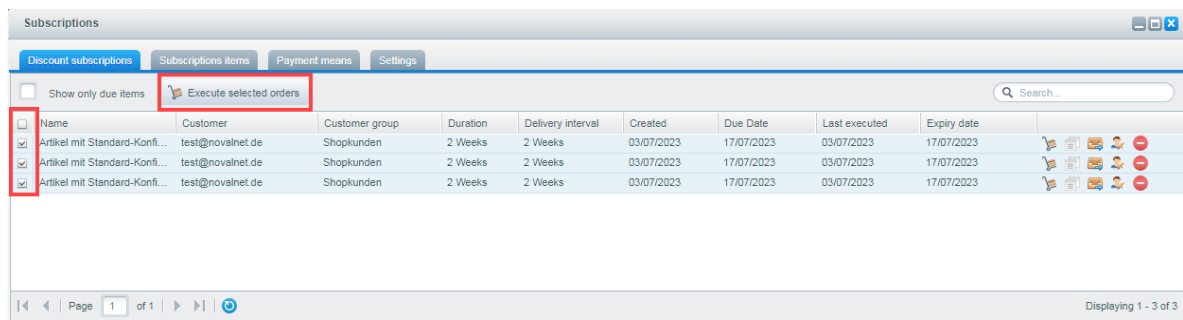 Subscriptions
Discount subscriptions Subscriptions items Payment means Settings
Show only due items Execute selected orders Search...
Name Customer Customer group Duration Delivery interval Created Due Date Last executed Expiry date
Artikel mit Standard-Konfi... test@novalnet.de Shopkunden 2 Weeks 2 Weeks 03/07/2023 17/07/2023 03/07/2023 17/07/2023
Artikel mit Standard-Konfi... test@novalnet.de Shopkunden 2 Weeks 2 Weeks 03/07/2023 17/07/2023 03/07/2023 17/07/2023
Artikel mit Standard-Konfi... test@novalnet.de Shopkunden 2 Weeks 2 Weeks 03/07/2023 17/07/2023 03/07/2023 17/07/2023
Page 1 of 1 Displaying 1 - 3 of 3